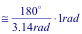 ≅ 180° / 3.14rad · 1rad